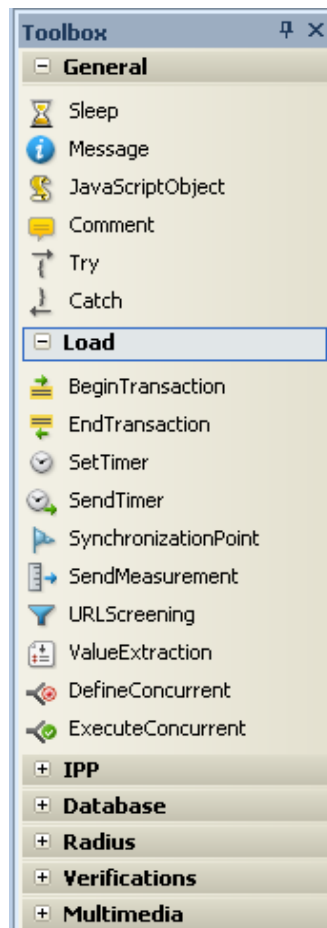 Toolbox
General
Sleep
Message
JavaScriptObject
Comment
Try
Catch
Load
BeginTransaction
EndTransaction
SetTimer
SendTimer
SynchronizationPoint
SendMeasurement
URLScreening
ValueExtraction
DefineConcurrent
ExecuteConcurrent
IPP
Database
Radius
Verifications
Multimedia